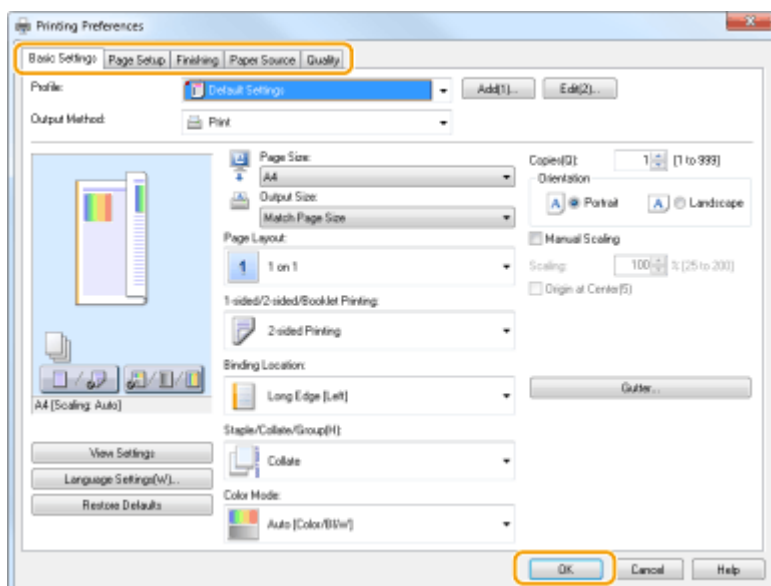 Printing Preferences
Basic Settings Page Setup Finishing Paper Source Quality
Profile: Default Settings Add(1)... Edit(2)...
Output Method: Print
Page Size:
A4
Output Size:
Match Page Size
Copies(Q): 1 [1 to 999]
Orientation
A Portrait A Landscape
Page Layout:
1 1 on 1
Manual Scaling
Scaling: 100 % [25 to 200]
Origin at Center(5)
1-sided/2-sided/Booklet Printing:
2-sided Printing
Binding Location:
Long Edge [Left]
Gutter...
A4 [Scaling: Auto]
Staple/Collate/Group(H):
Collate
View Settings
Language Settings(W)...
Restore Defaults
Color Mode:
Auto [Color/B&W]
OK Cancel Help